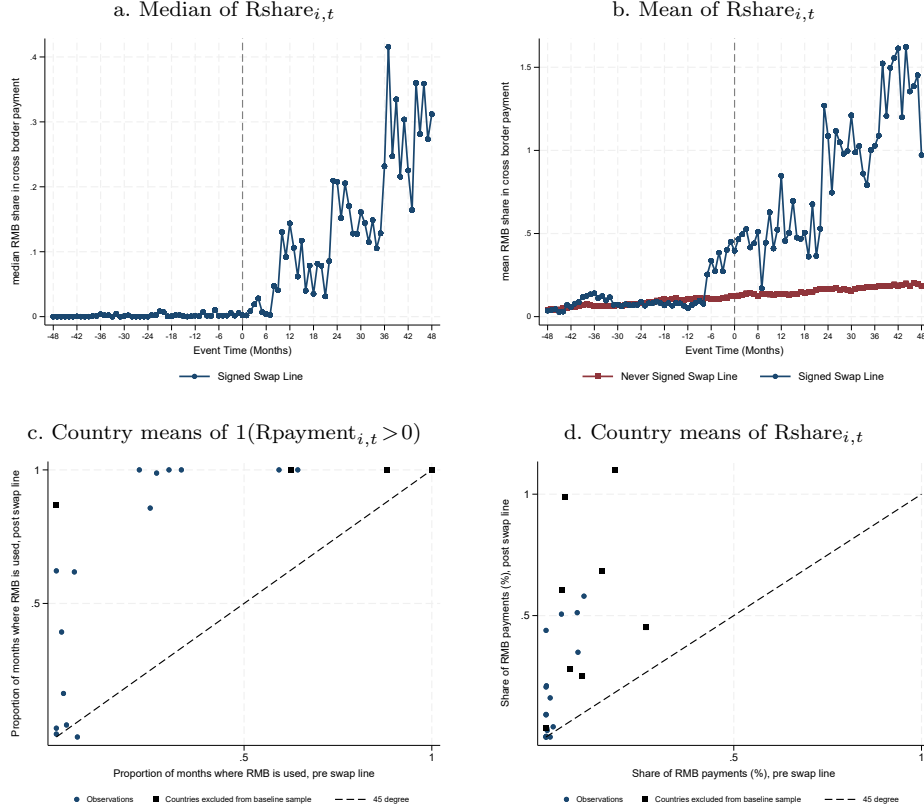 a. Median of Rshare_{i,t}
median RMB share in cross border payment
.4
.3
.2
.1
0
-48 -42 -36 -30 -24 -18 -12 -6 0 6 12 18 24 30 36 42 48
Event Time (Months)
Signed Swap Line
b. Mean of Rshare_{i,t}
mean RMB share in cross border payment
1.5
1
.5
0
-48 -42 -36 -30 -24 -18 -12 -6 0 6 12 18 24 30 36 42 48
Event Time (Months)
Never Signed Swap Line Signed Swap Line
c. Country means of 1(Rpayment_{i,t}>0)
Proportion of months where RMB is used, post swap line
1
.5
.5 1
Proportion of months where RMB is used, pre swap line
Observations Countries excluded from baseline sample 45 degree
d. Country means of Rshare_{i,t}
Share of RMB payments (%), post swap line
1
.5
.5 1
Share of RMB payments (%), pre swap line
Observations Countries excluded from baseline sample 45 degree